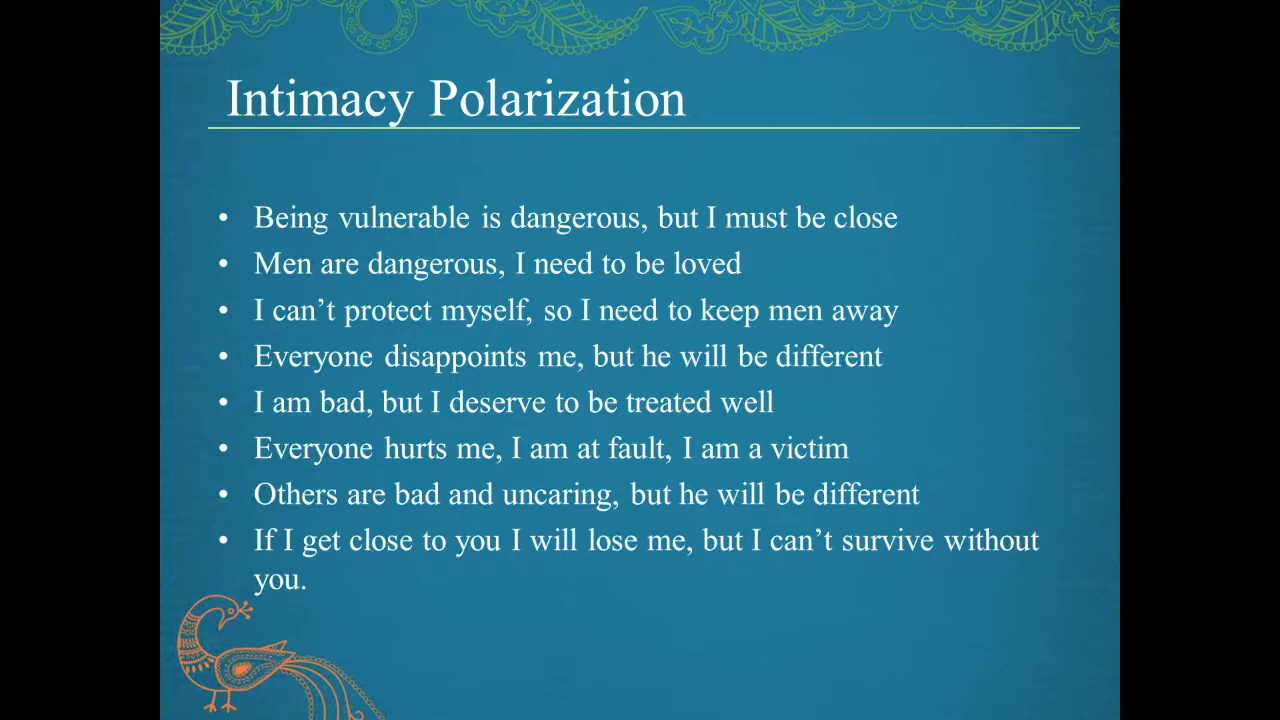 Intimacy Polarization
• Being vulnerable is dangerous, but I must be close
• Men are dangerous, I need to be loved
• I can’t protect myself, so I need to keep men away
• Everyone disappoints me, but he will be different
• I am bad, but I deserve to be treated well
• Everyone hurts me, I am at fault, I am a victim
• Others are bad and uncaring, but he will be different
• If I get close to you I will lose me, but I can’t survive without
you.